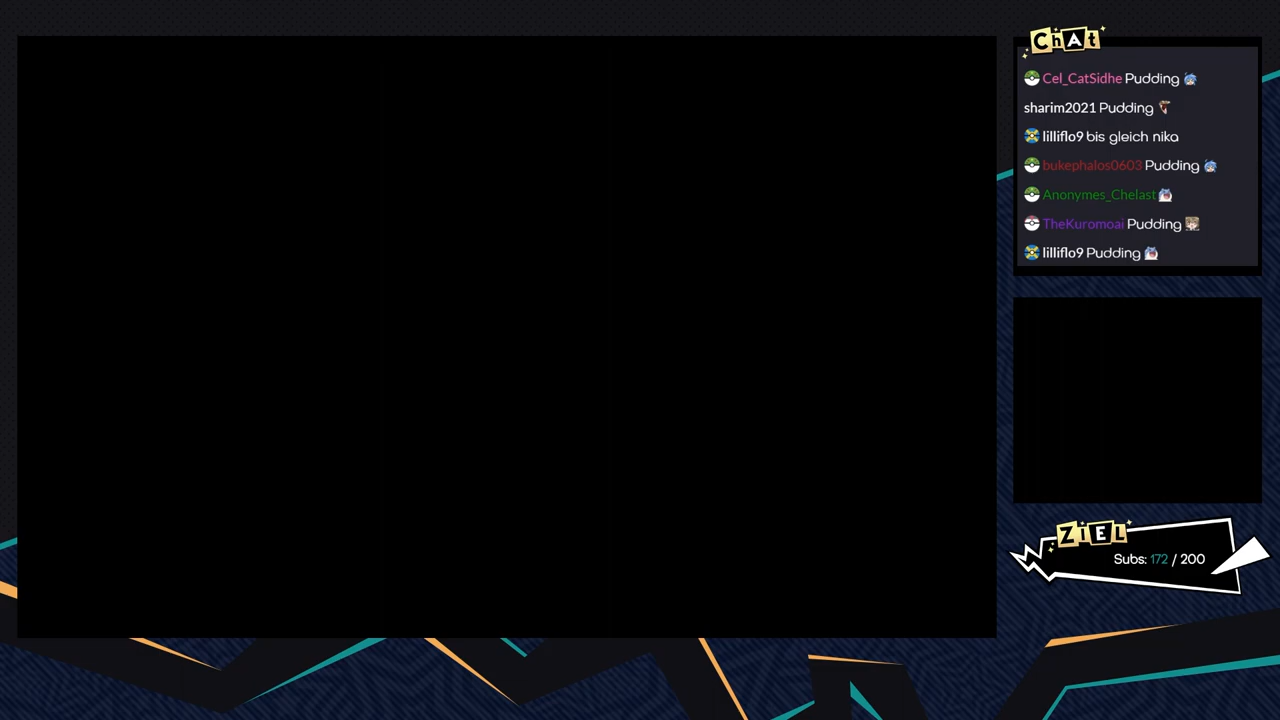 ChAt
Cel_CatSidhe Pudding
sharim2021 Pudding
lilliflo9 bis gleich nika
bukephalos0603 Pudding
Anonymes_Chelast
TheKuromoai Pudding
lilliflo9 Pudding
ZiEL
Subs: 172 / 200